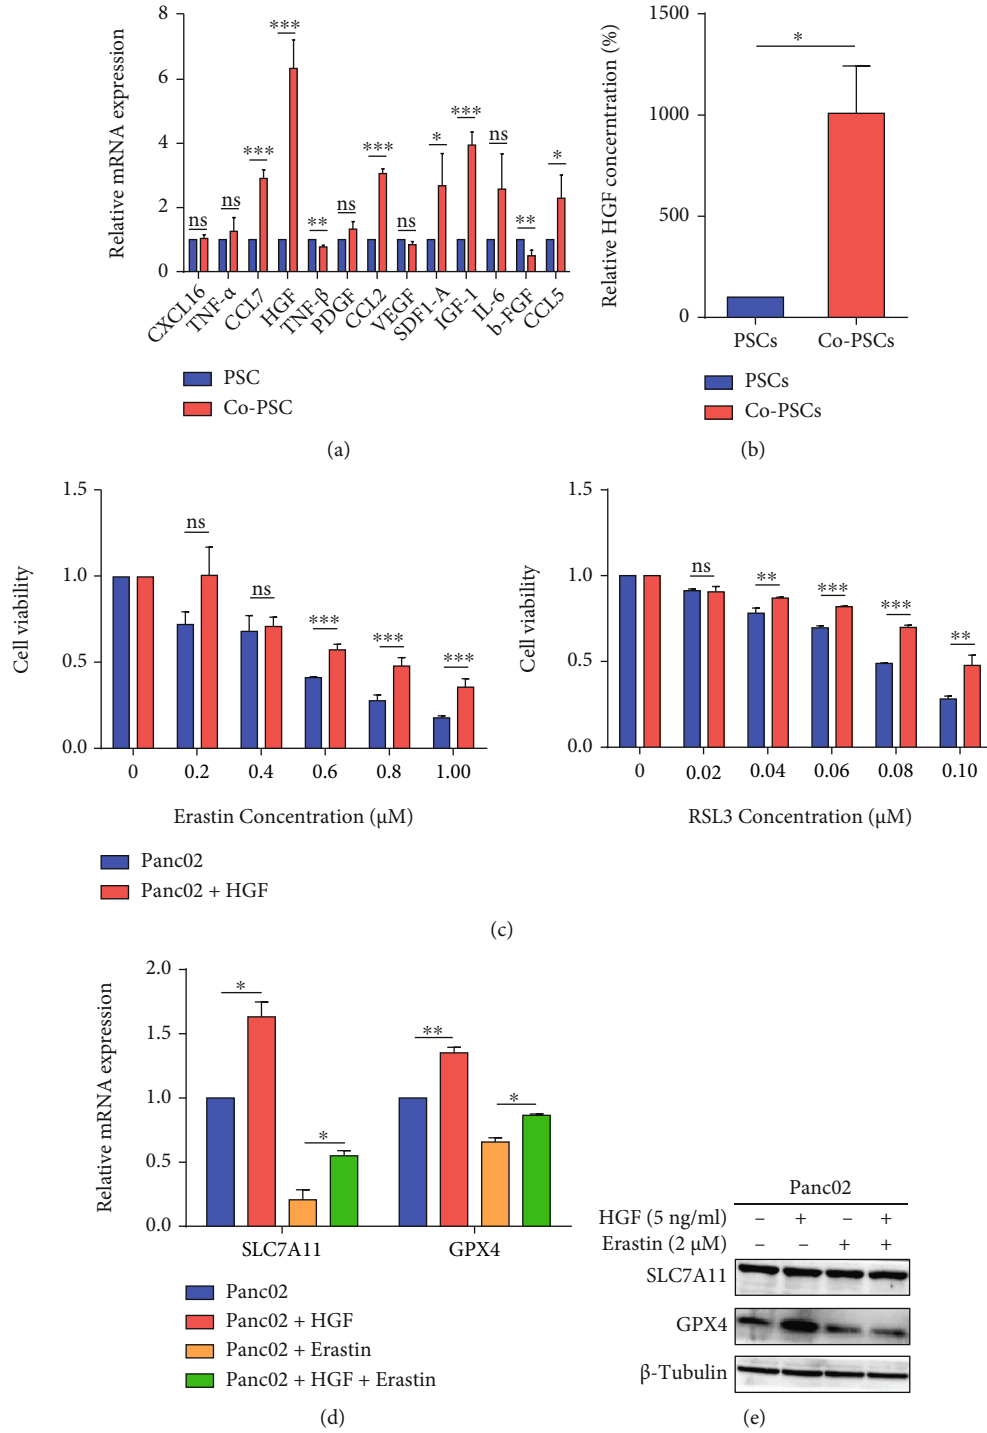 Relative mRNA expression
8
6
4
2
0
ns
ns
***
***
**
ns
***
ns
*
***
ns
**
*
CXCL16
TNF-α
CCL7
HGF
TNF-β
PDGF
CCL2
VEGF
SDF1-A
IGF-1
IL-6
b-FGF
CCL5
PSC
Co-PSC
(a)
Relative HGF concerntration (%)
1500
1000
500
0
*
PSCs
Co-PSCs
PSCs
Co-PSCs
(b)
Cell viability
1.5
1.0
0.5
0.0
ns
ns
***
***
***
0
0.2
0.4
0.6
0.8
1.00
Erastin Concentration (μM)
Cell viability
1.5
1.0
0.5
0.0
ns
**
***
***
**
0
0.02
0.04
0.06
0.08
0.10
RSL3 Concentration (μM)
Panc02
Panc02 + HGF
(c)
Relative mRNA expression
2.0
1.5
1.0
0.5
0.0
*
*
**
*
SLC7A11
GPX4
Panc02
Panc02 + HGF
Panc02 + Erastin
Panc02 + HGF + Erastin
(d)
Panc02
HGF (5 ng/ml) – + – +
Erastin (2 μM) – – + +
SLC7A11
GPX4
β-Tubulin
(e)